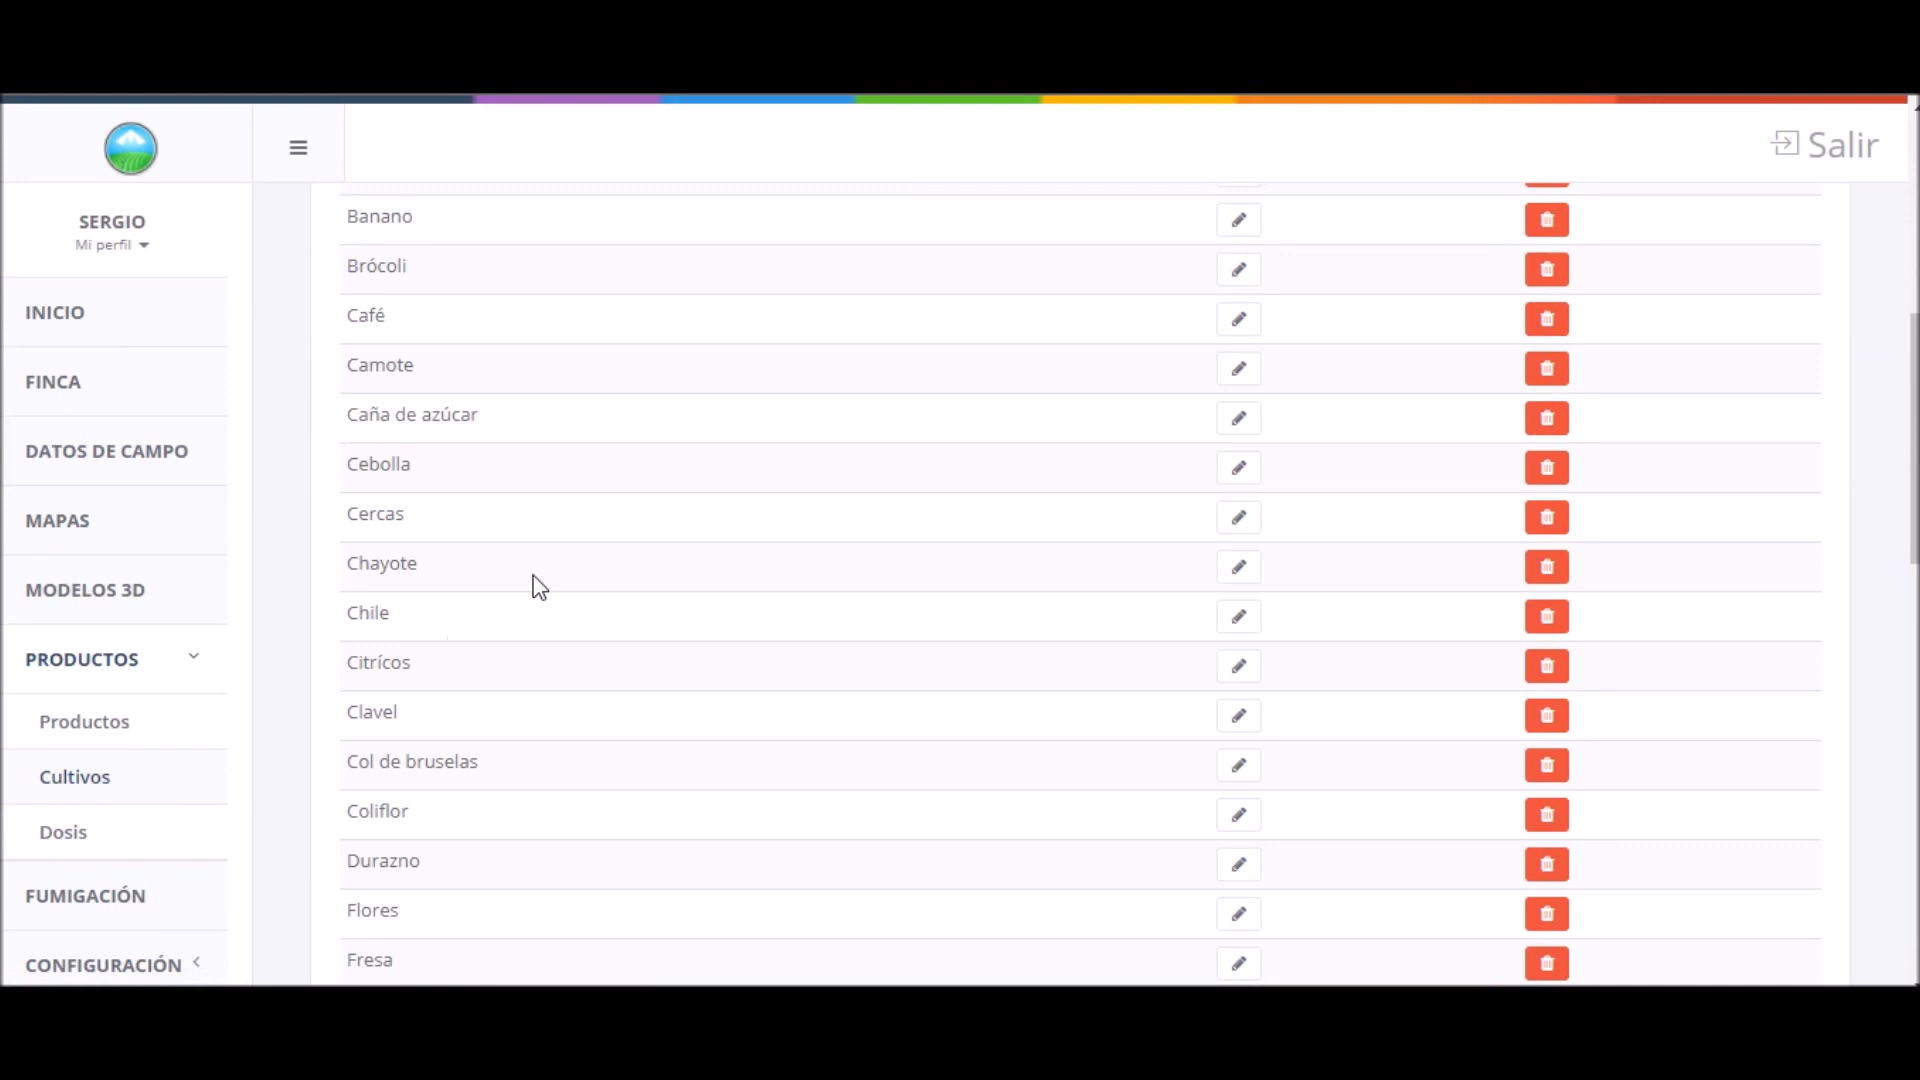 Salir
SERGIO
Mi perfil
INICIO
FINCA
DATOS DE CAMPO
MAPAS
MODELOS 3D
PRODUCTOS
Productos
Cultivos
Dosis
FUMIGACIÓN
CONFIGURACIÓN
Banano
Brócoli
Café
Camote
Caña de azúcar
Cebolla
Cercas
Chayote
Chile
Citrícos
Clavel
Col de bruselas
Coliflor
Durazno
Flores
Fresa